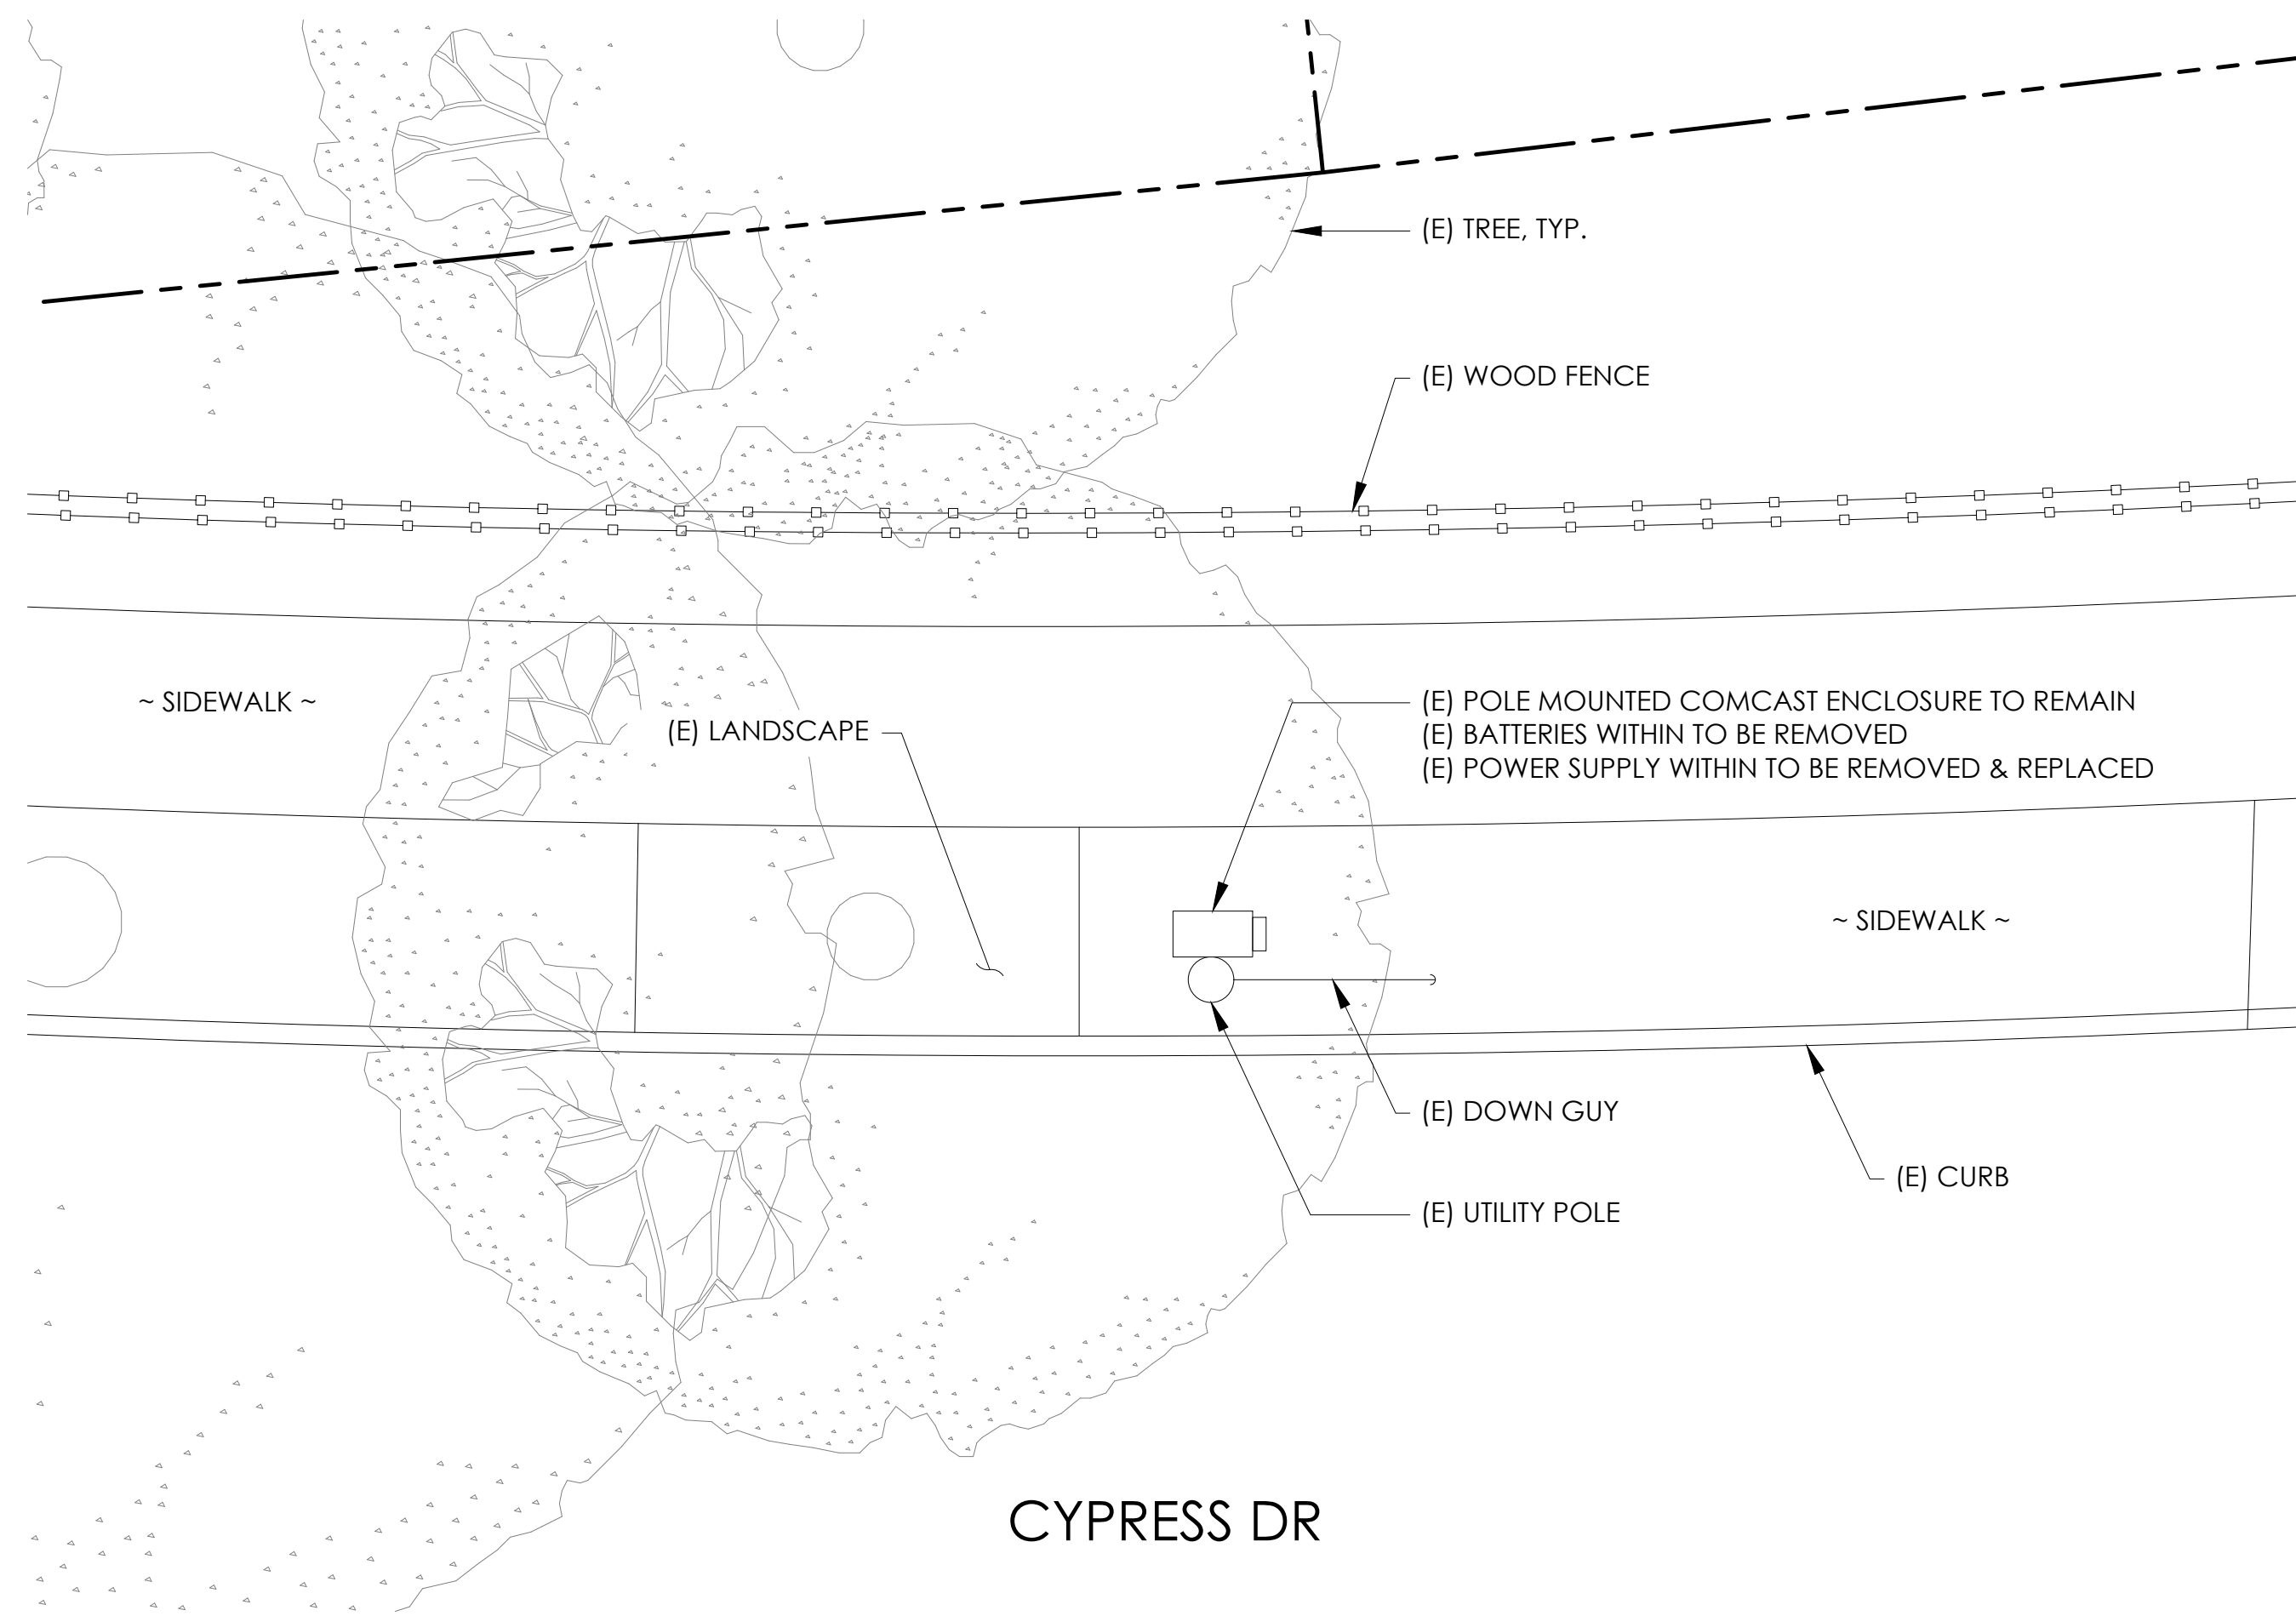 (E) TREE, TYP.
(E) WOOD FENCE
~ SIDEWALK ~
(E) LANDSCAPE
(E) POLE MOUNTED COMCAST ENCLOSURE TO REMAIN
(E) BATTERIES WITHIN TO BE REMOVED
(E) POWER SUPPLY WITHIN TO BE REMOVED & REPLACED
~ SIDEWALK ~
(E) DOWN GUY
(E) CURB
(E) UTILITY POLE
CYPRESS DR